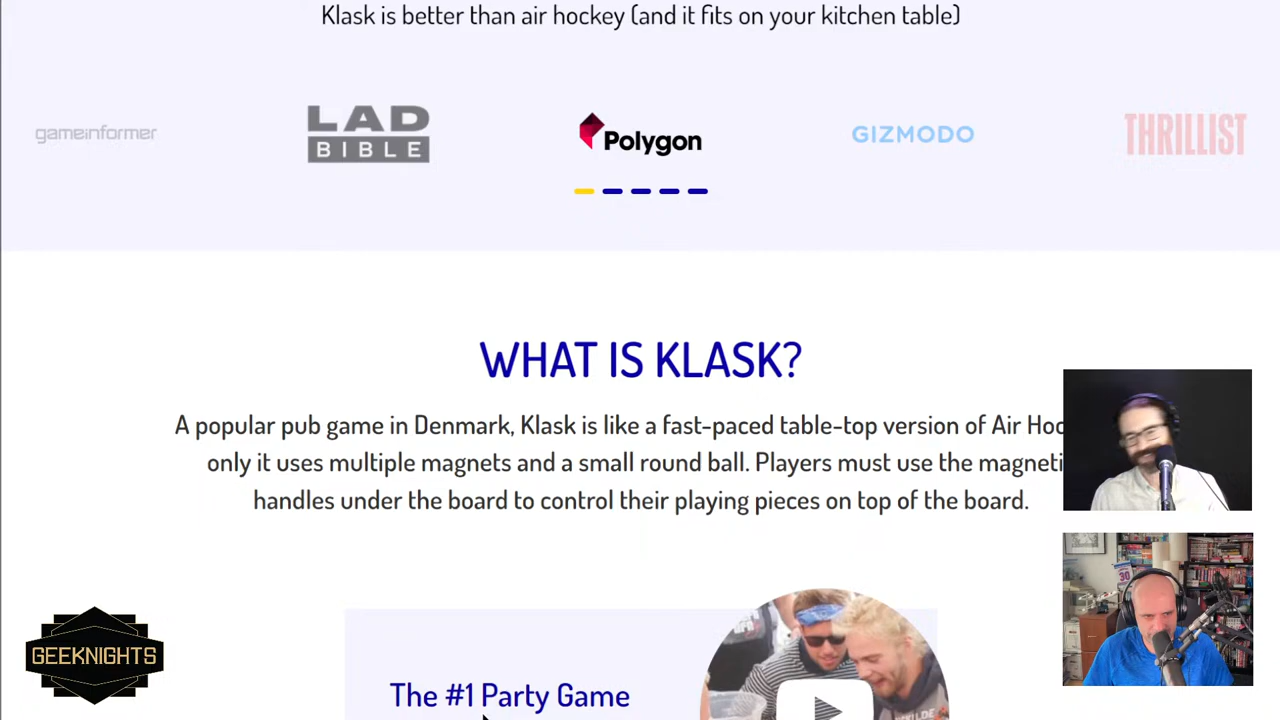 Klask is better than air hockey (and it fits on your kitchen table)
gameinformer
LAD
BIBLE
Polygon
GIZMODO
THRILLIST
WHAT IS KLASK?
A popular pub game in Denmark, Klask is like a fast-paced table-top version of Air Hoc
only it uses multiple magnets and a small round ball. Players must use the magneti
handles under the board to control their playing pieces on top of the board.
30
The #1 Party Game
GEEKNIGHTS